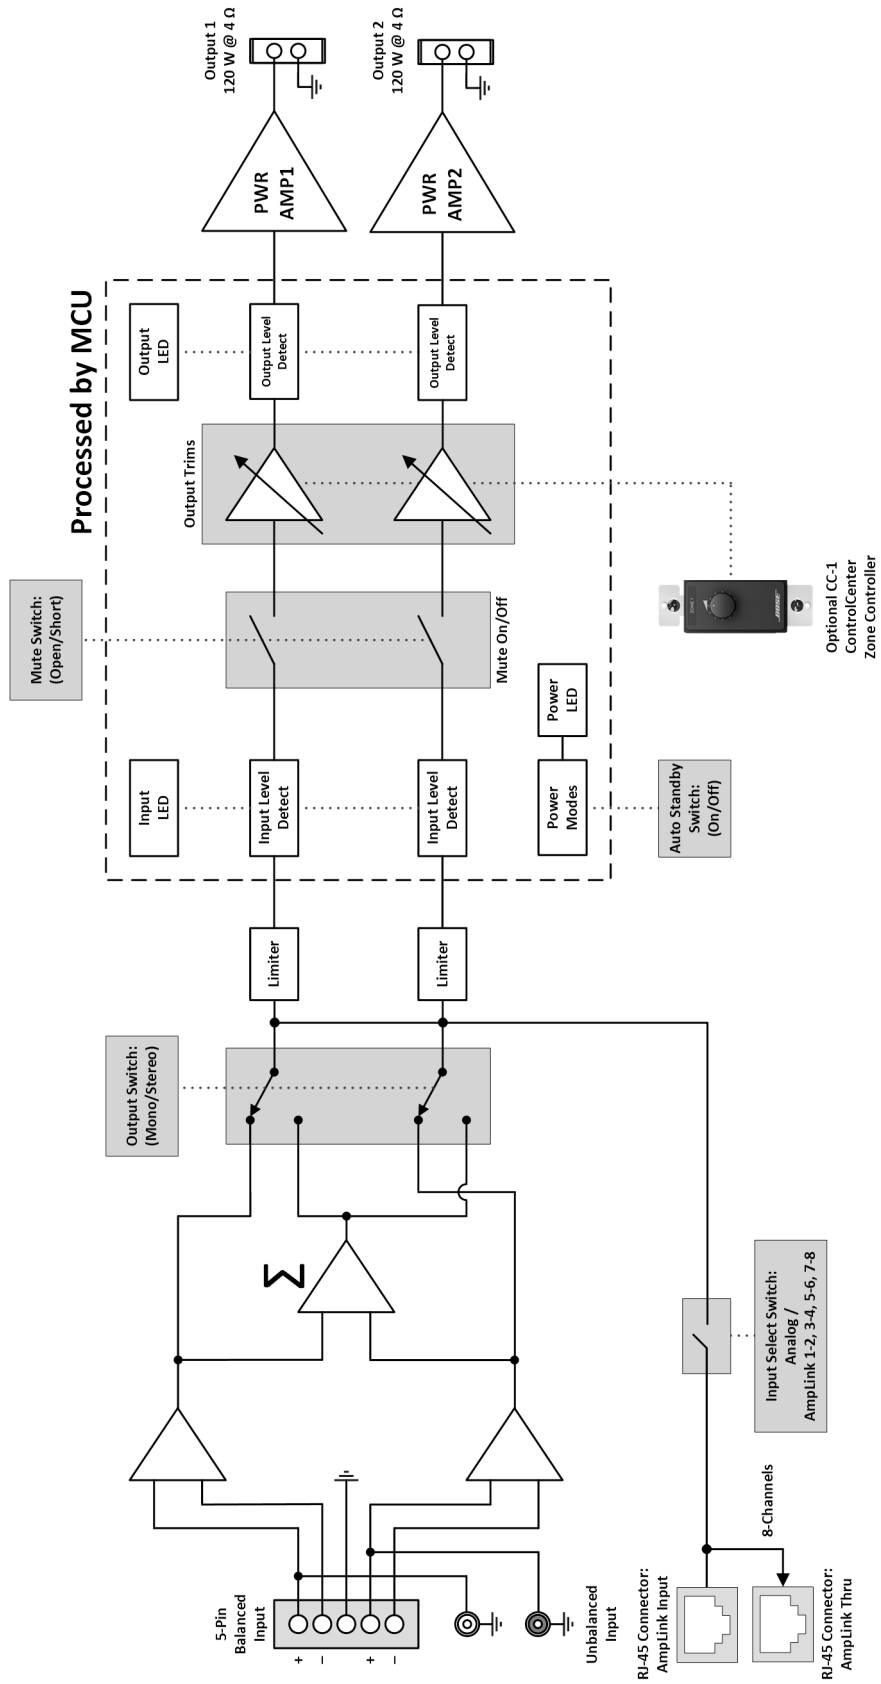 Output 1
120 W @ 4 Ω
Output 2
120 W @ 4 Ω
PWR
AMP1
PWR
AMP2
Processed by MCU
Output
LED
Output Level
Detect
Output Level
Detect
Output Trims
Mute Switch:
(Open/Short)
Mute On/Off
ZONE 1
BOSE
Optional CC-1
ControlCenter
Zone Controller
Input
LED
Input Level
Detect
Input Level
Detect
Power
LED
Power
Modes
Auto Standby
Switch:
(On/Off)
Limiter
Limiter
Output Switch:
(Mono/Stereo)
Σ
Input Select Switch:
Analog /
AmpLink 1-2, 3-4, 5-6, 7-8
8-Channels
5-Pin
Balanced
Input
+
–
+
–
Unbalanced
Input
RJ-45 Connector:
AmpLink Input
RJ-45 Connector:
AmpLink Thru